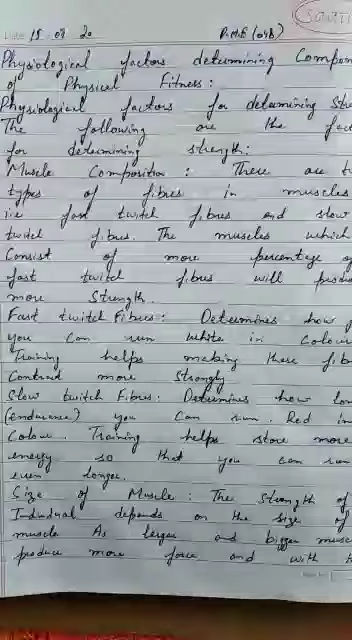 Date 15 . 09 20
Physiological factors determining Compon
of Physical Fitness:
Physiological factors for determining Stre
The following are the fac
for determining strength:
Muscle Composition: There are t
types of fibres in muscles
i.e fast twitch fibres and slow
twitch fibres. The muscles which
Consist of more percentage of
fast twitch fibres will produ
more Strength.
Fast twitch Fibres: Determines how f
you can run white in Colour
Training helps making these fib
Contract more Strongly
Slow twitch Fibres: Determines how lon
(endurance) you Can run. Red in
Colour. Training helps store more
energy so that you can run
even longer.
Size of Muscle: The Strength of
Individual depends on the size of
muscle As larger and bigger musc
produce more force and with